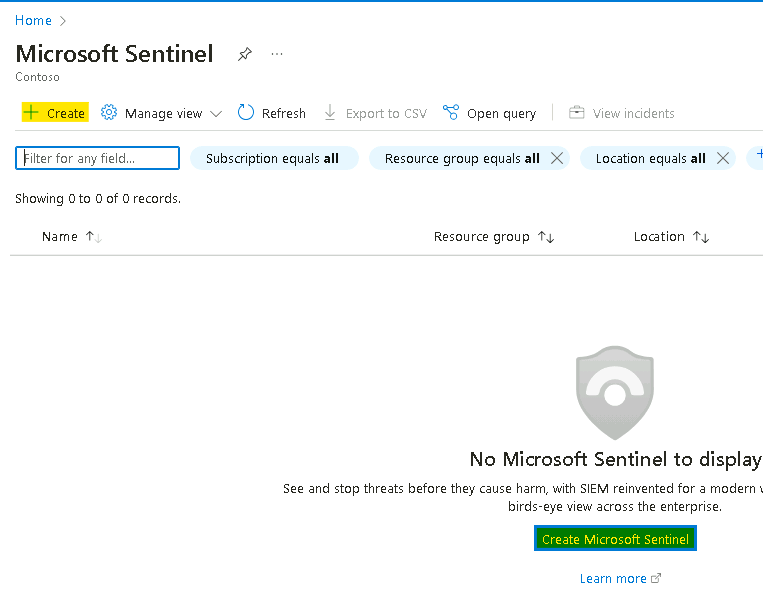 Home
Microsoft Sentinel
Contoso
Create Manage view Refresh Export to CSV Open query View incidents
Filter for any field... Subscription equals all Resource group equals all Location equals all
Showing 0 to 0 of 0 records.
Name Resource group Location
No Microsoft Sentinel to display
See and stop threats before they cause harm, with SIEM reinvented for a modern
birds-eye view across the enterprise.
Create Microsoft Sentinel
Learn more